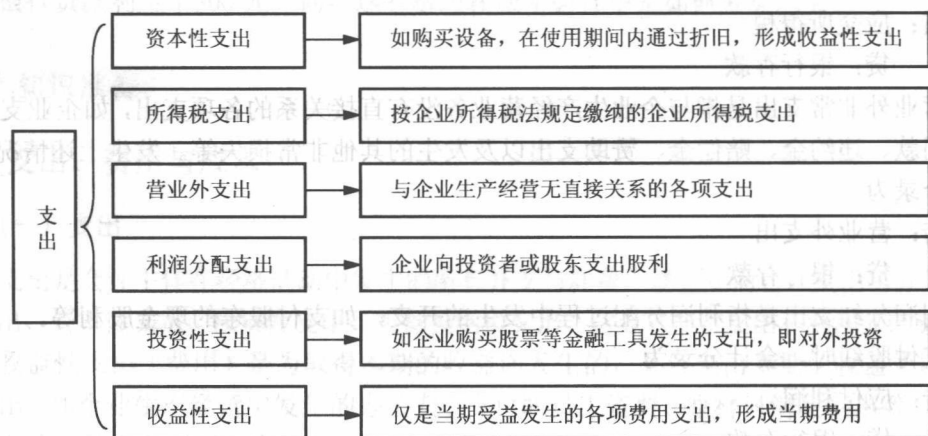 支出
资本性支出
如购买设备，在使用期间内通过折旧，形成收益性支出
所得税支出
按企业所得税法规定缴纳的企业所得税支出
营业外支出
与企业生产经营无直接关系的各项支出
利润分配支出
企业向投资者或股东支出股利
投资性支出
如企业购买股票等金融工具发生的支出，即对外投资
收益性支出
仅是当期受益发生的各项费用支出，形成当期费用